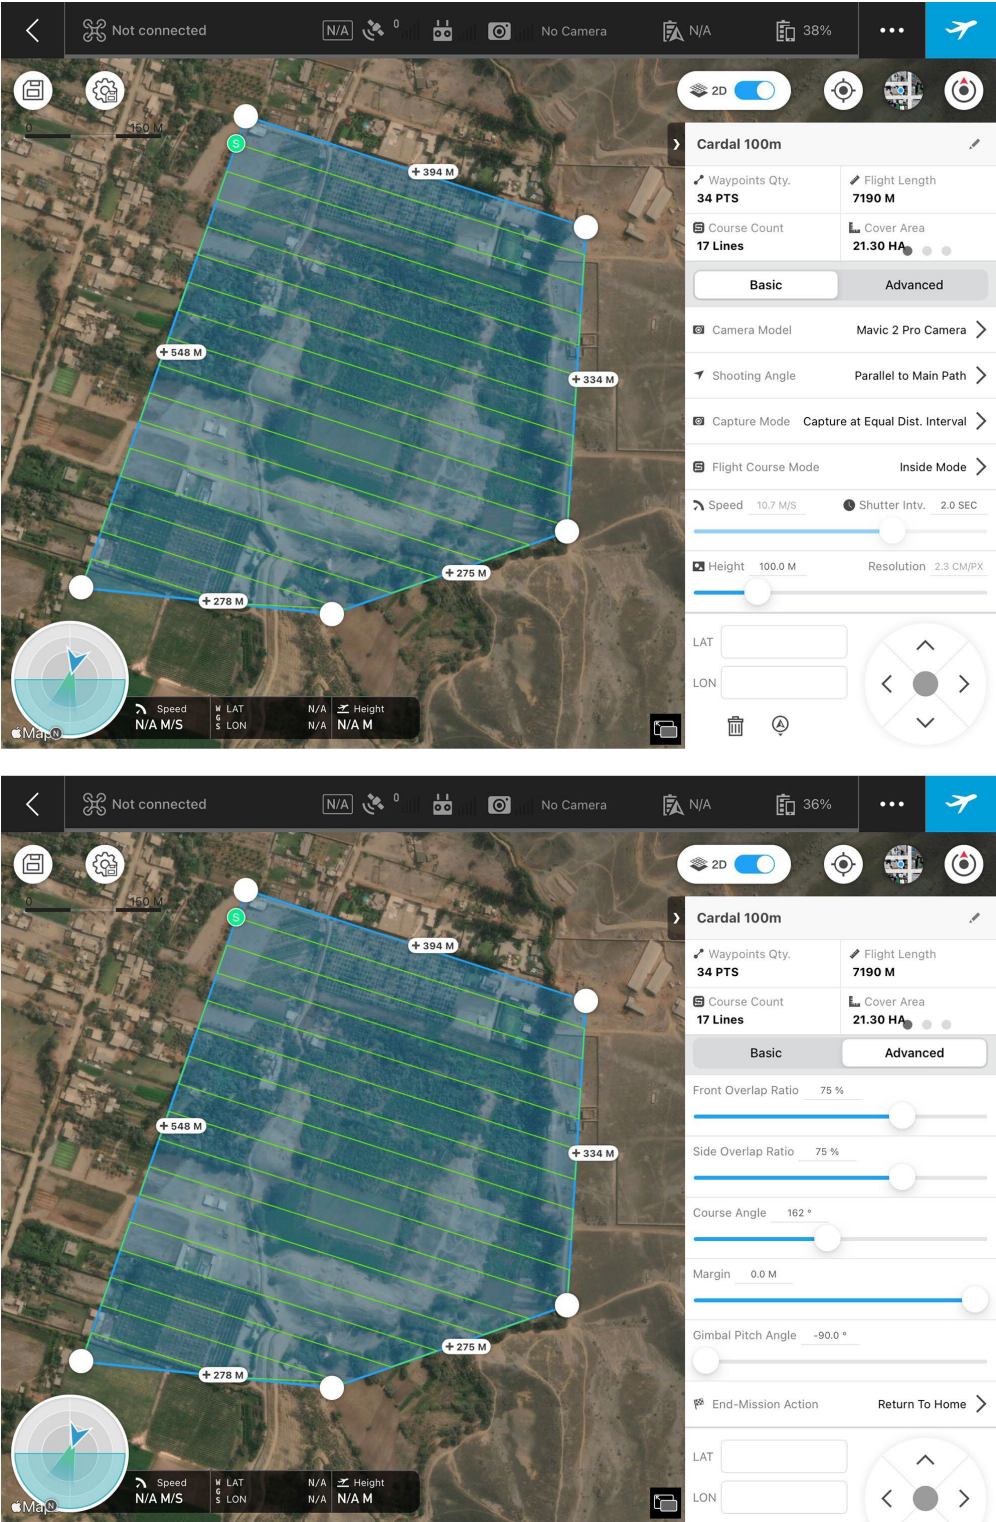 Not connected N/A 0 No Camera N/A 38%
2D
0 150 M
S
+ 394 M
+ 548 M
+ 334 M
+ 275 M
+ 278 M
Speed W G S LAT N/A Height
N/A M/S LON N/A N/A M
Maps N
Cardal 100m
Waypoints Qty. Flight Length
34 PTS 7190 M
Course Count Cover Area
17 Lines 21.30 HA
Basic Advanced
Camera Model Mavic 2 Pro Camera
Shooting Angle Parallel to Main Path
Capture Mode Capture at Equal Dist. Interval
Flight Course Mode Inside Mode
Speed 10.7 M/S Shutter Intv. 2.0 SEC
Height 100.0 M Resolution 2.3 CM/PX
LAT
LON
Not connected N/A 0 No Camera N/A 36%
2D
0 150 M
S
+ 394 M
+ 548 M
+ 334 M
+ 275 M
+ 278 M
Speed W G S LAT N/A Height
N/A M/S LON N/A N/A M
Maps N
Cardal 100m
Waypoints Qty. Flight Length
34 PTS 7190 M
Course Count Cover Area
17 Lines 21.30 HA
Basic Advanced
Front Overlap Ratio 75 %
Side Overlap Ratio 75 %
Course Angle 162 °
Margin 0.0 M
Gimbal Pitch Angle -90.0 °
End-Mission Action Return To Home
LAT
LON